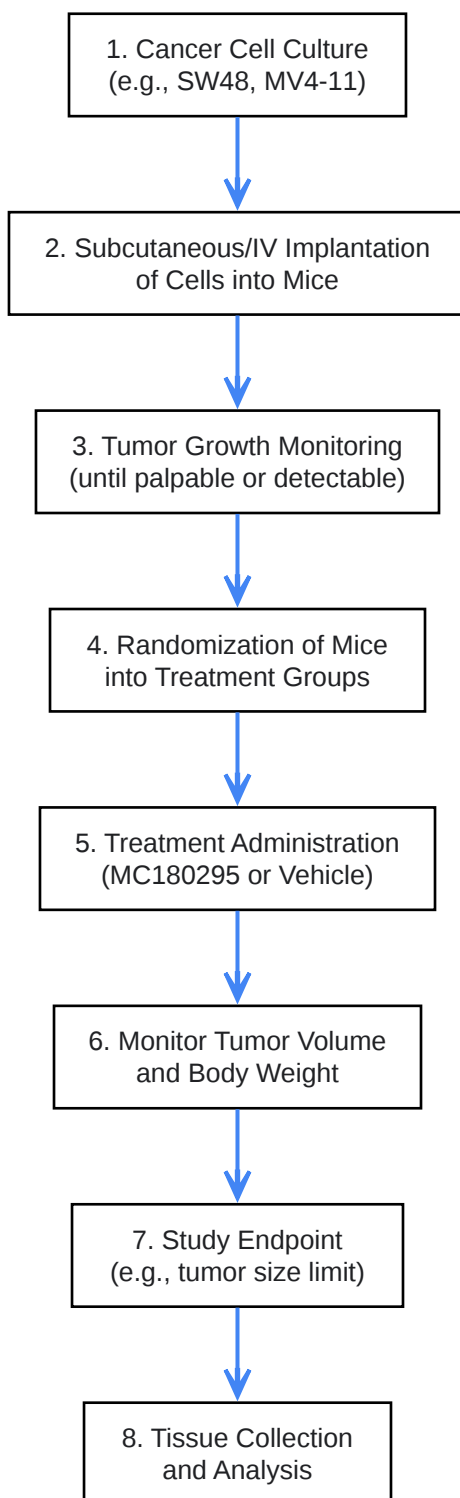 1. Cancer Cell Culture
(e.g., SW48, MV4-11)
2. Subcutaneous/IV Implantation
of Cells into Mice
3. Tumor Growth Monitoring
(until palpable or detectable)
4. Randomization of Mice
into Treatment Groups
5. Treatment Administration
(MC180295 or Vehicle)
6. Monitor Tumor Volume
and Body Weight
7. Study Endpoint
(e.g., tumor size limit)
8. Tissue Collection
and Analysis